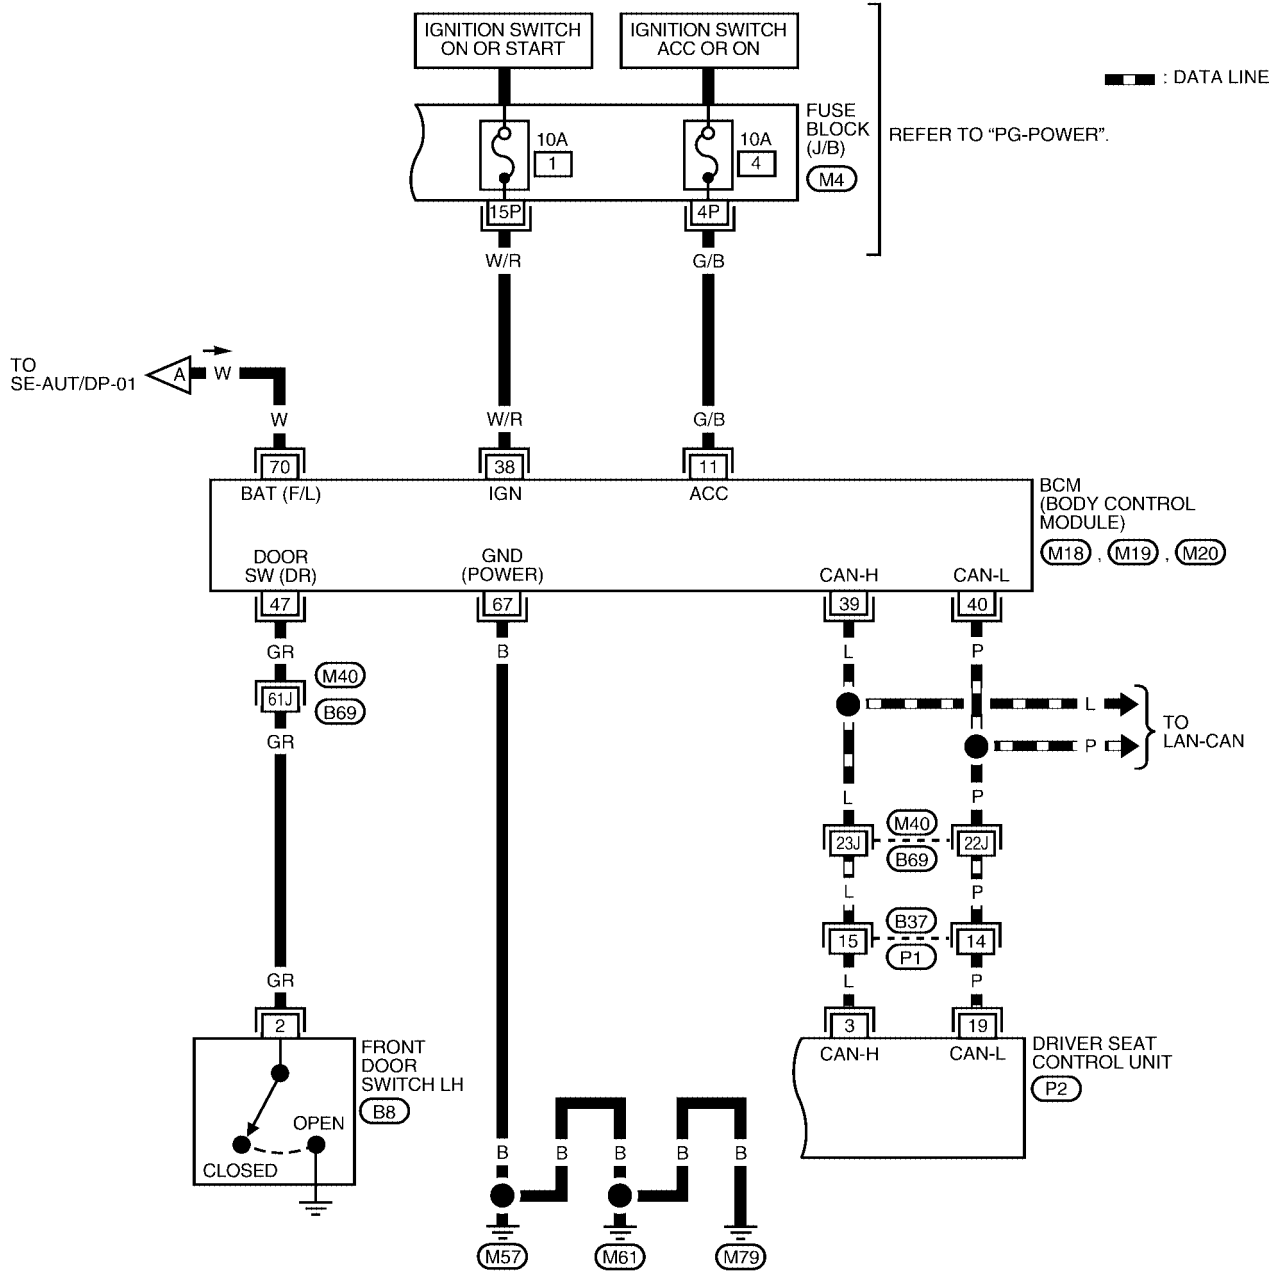 IGNITION SWITCH
ON OR START
IGNITION SWITCH
ACC OR ON
: DATA LINE
FUSE
BLOCK
(J/B)
M4
10A
1
10A
4
REFER TO “PG-POWER”.
15P
4P
W/R
G/B
TO
SE-AUT/DP-01
A
W
W
W/R
G/B
70
38
11
BAT (F/L)
IGN
ACC
BCM
(BODY CONTROL
MODULE)
M18 , M19 , M20
DOOR
SW (DR)
GND
(POWER)
CAN-H
CAN-L
47
67
39
40
GR
B
L
P
61J
M40
B69
GR
L
P
TO
LAN-CAN
L
P
23J
M40
B69
22J
L
P
15
B37
P1
14
GR
L
P
2
3
19
FRONT
DOOR
SWITCH LH
B8
OPEN
CLOSED
CAN-H
CAN-L
DRIVER SEAT
CONTROL UNIT
P2
B
B
B
B
B
M57
M61
M79